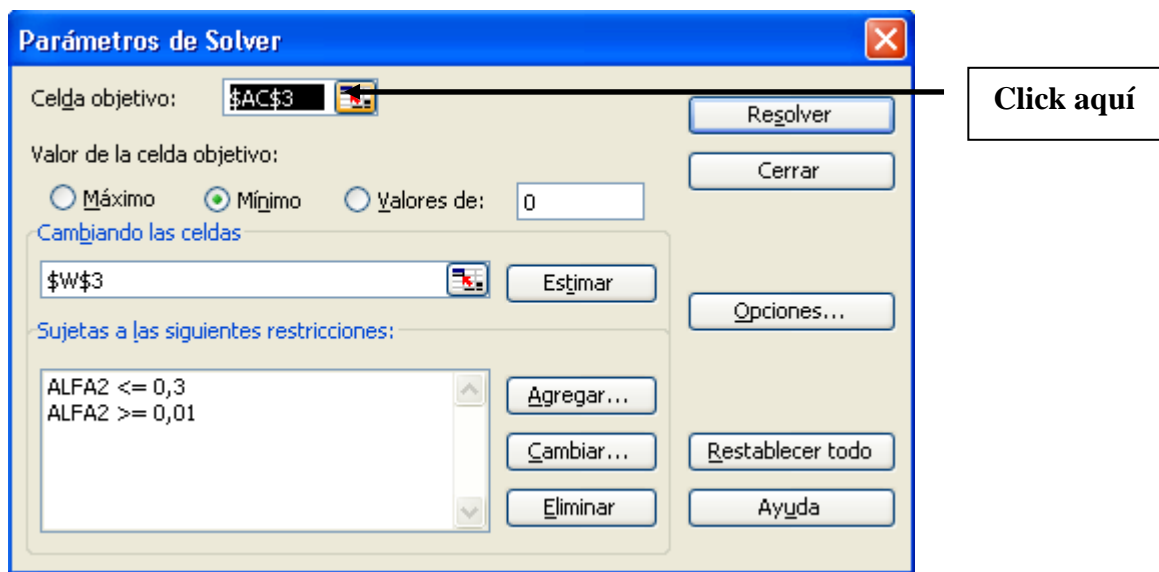 Parámetros de Solver
Celda objetivo:
$AC$3
Click aquí
Resolver
Valor de la celda objetivo:
Cerrar
Máximo
Mínimo
Valores de:
0
Cambiando las celdas
$W$3
Estimar
Opciones...
Sujetas a las siguientes restricciones:
ALFA2 <= 0,3
ALFA2 >= 0,01
Agregar...
Cambiar...
Restablecer todo
Eliminar
Ayuda